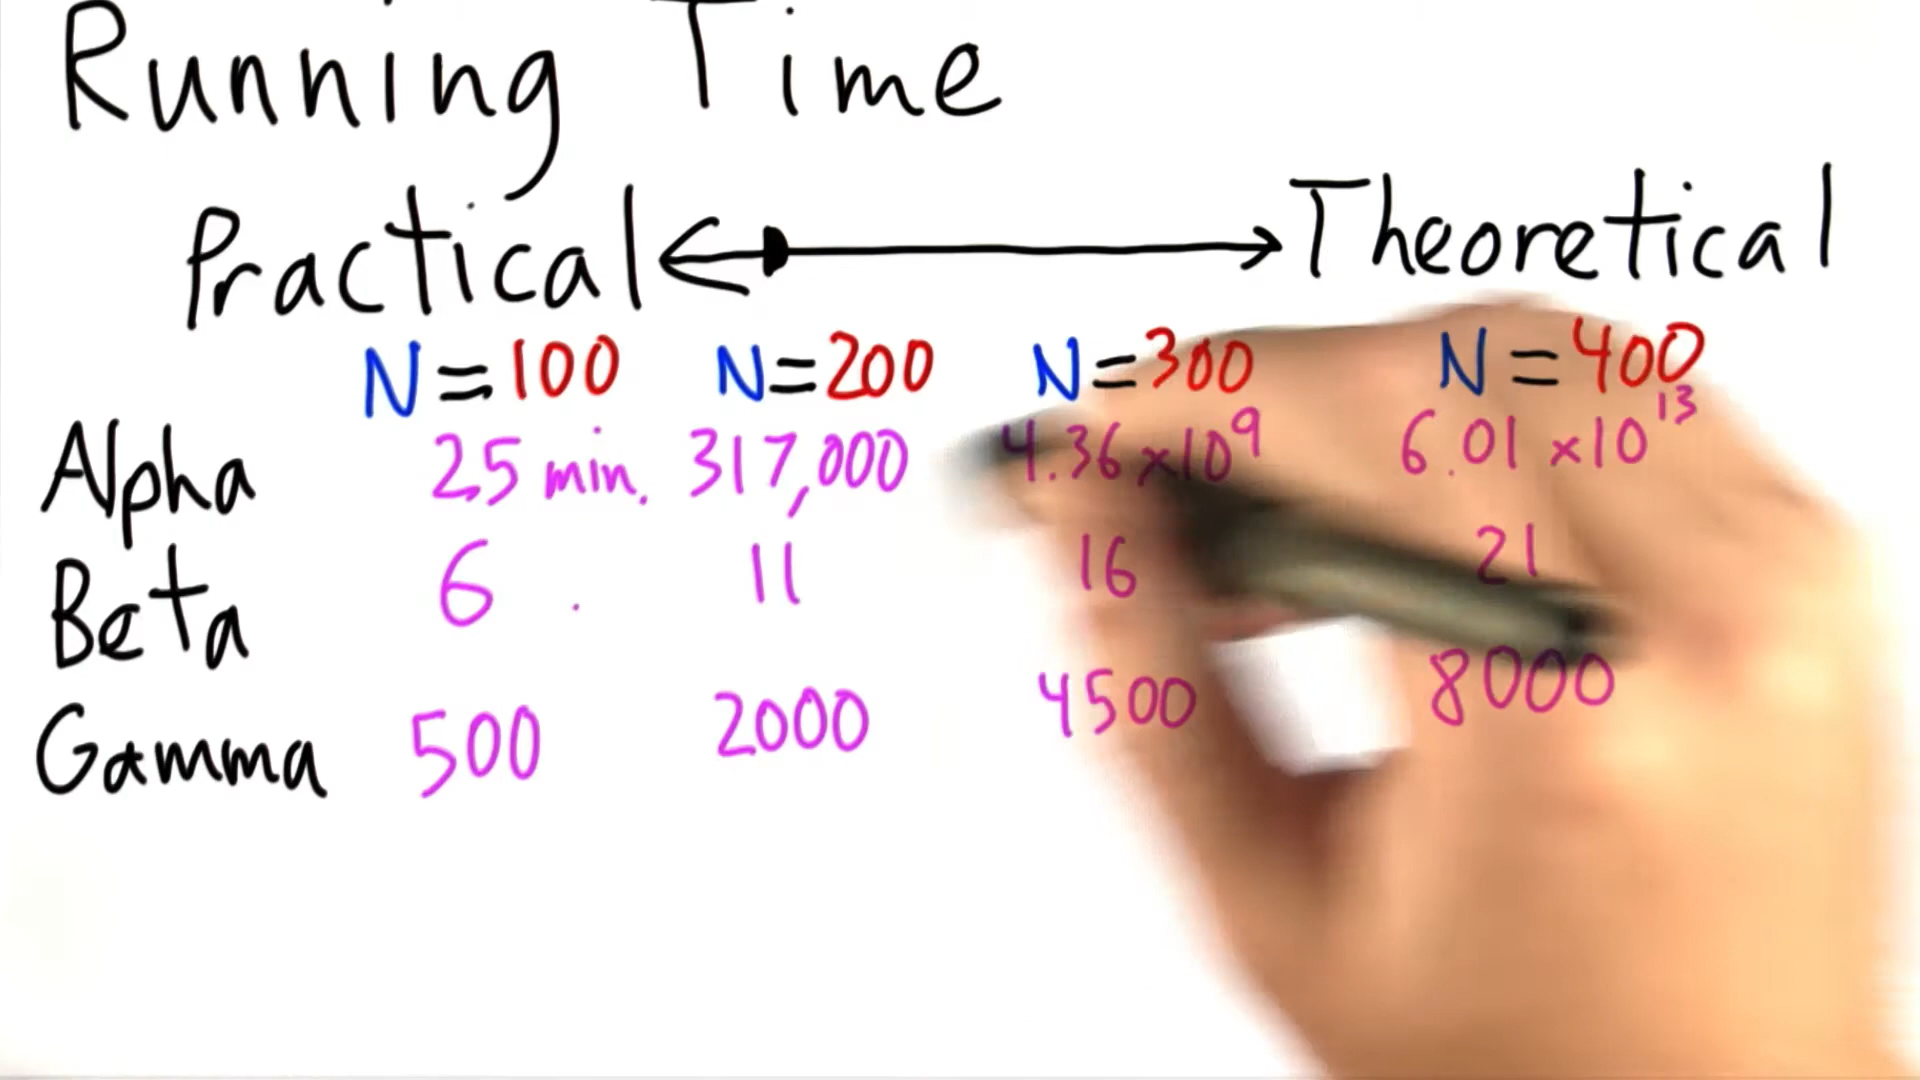 Running Time
Practical Theoretical
N=100 N=200 N=300 N=400
Alpha 25 min. 317,000 4.36×10⁹ 6.01×10¹³
Beta 6 11 16 21
Gamma 500 2000 4500 8000